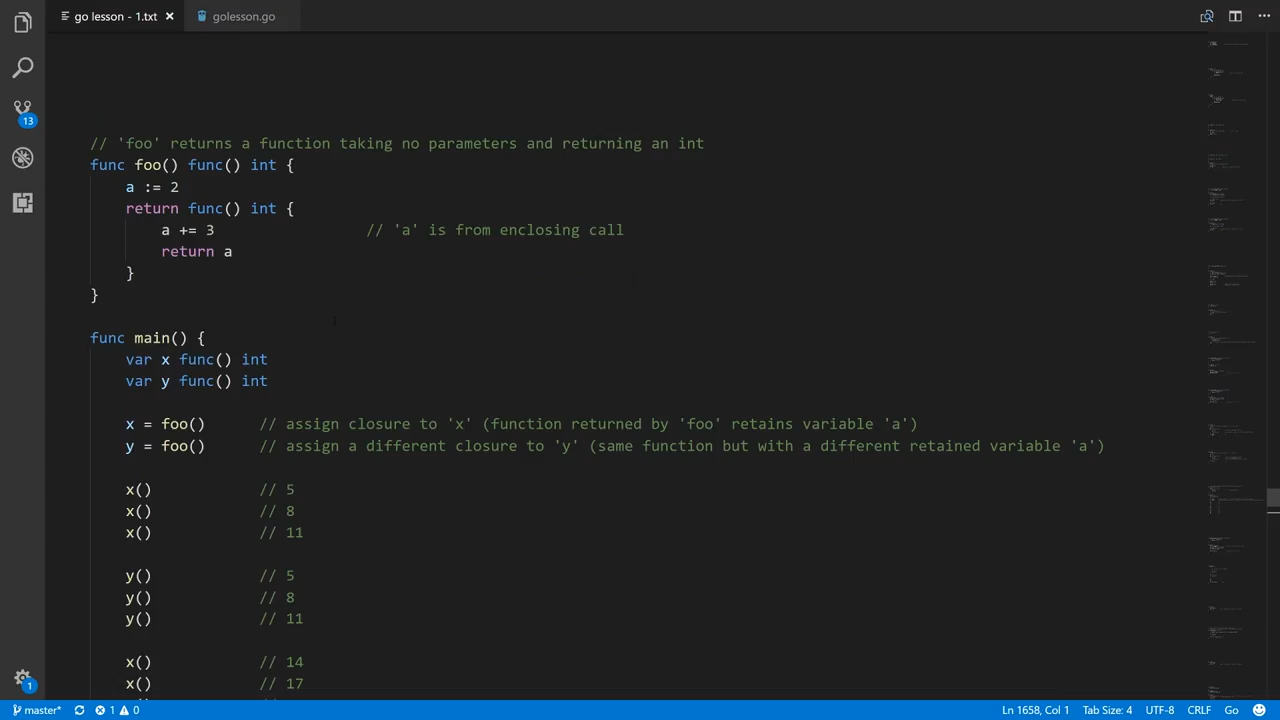 go lesson - 1.txt × golesson.go
// 'foo' returns a function taking no parameters and returning an int
func foo() func() int {
a := 2
return func() int {
a += 3 // 'a' is from enclosing call
return a
}
}
func main() {
var x func() int
var y func() int
x = foo() // assign closure to 'x' (function returned by 'foo' retains variable 'a')
y = foo() // assign a different closure to 'y' (same function but with a different retained variable 'a')
x() // 5
x() // 8
x() // 11
y() // 5
y() // 8
y() // 11
x() // 14
x() // 17
13
1
master* 1 0 Ln 1658, Col 1 Tab Size: 4 UTF-8 CRLF Go